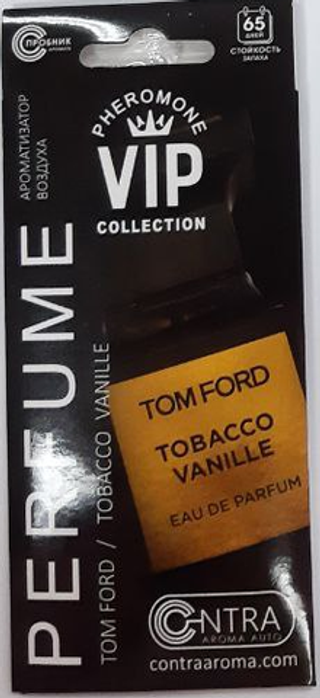 ПРОБНИК
АРОМАТА
65
ДНЕЙ
СТОЙКОСТЬ
ЗАПАХА
АРОМАТИЗАТОР
ВОЗДУХА
PHEROMONE
VIP
COLLECTION
PERFUME
TOM FORD / TOBACCO VANILLE
TOM FORD
TOBACCO
VANILLE
EAU DE PARFUM
CONTRA
AROMA AUTO
contraaroma.com